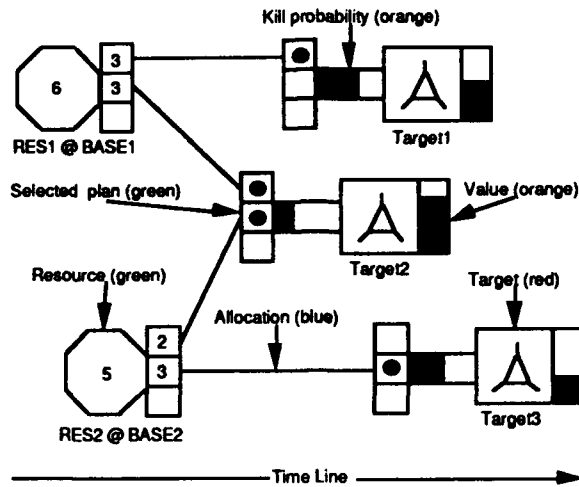 Kill probability (orange)
3
6
3
Target1
RES1 @ BASE1
Selected plan (green)
Value (orange)
Target2
Resource (green)
Allocation (blue)
Target (red)
2
5
3
Target3
RES2 @ BASE2
Time Line